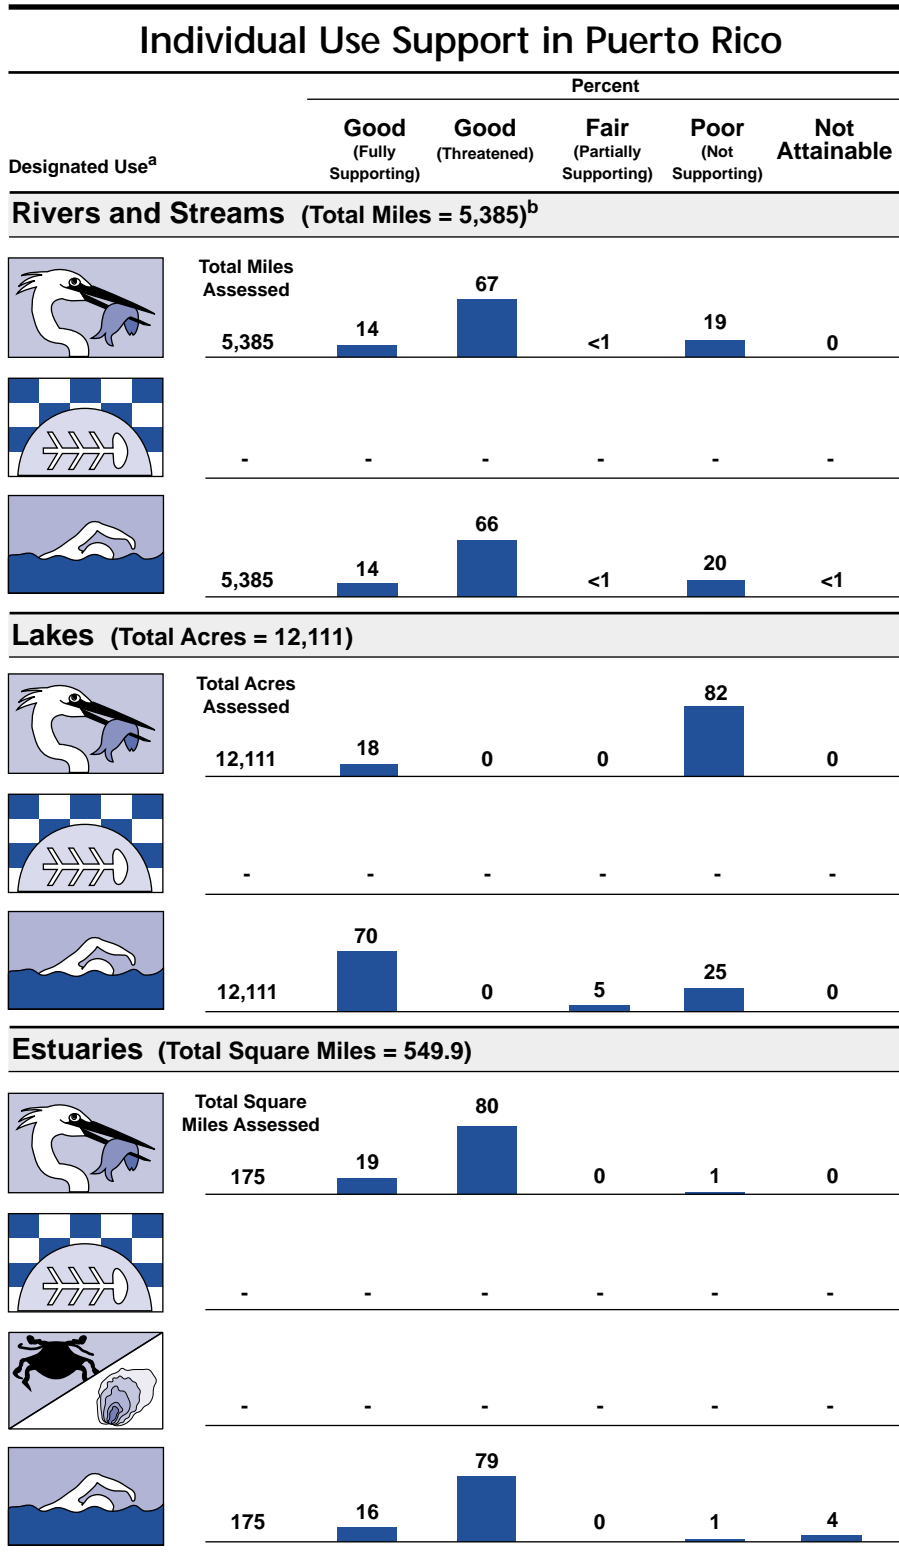 Individual Use Support in Puerto Rico
Percent
Good Good Fair Poor Not
(Fully (Threatened) (Partially (Not Attainable
Designated Useᵃ Supporting) Supporting) Supporting)
Rivers and Streams (Total Miles = 5,385)ᵇ
Total Miles
Assessed
5,385 14 67 <1 19 0
- - - - - -
5,385 14 66 <1 20 <1
Lakes (Total Acres = 12,111)
Total Acres
Assessed
12,111 18 0 0 82 0
- - - - - -
12,111 70 0 5 25 0
Estuaries (Total Square Miles = 549.9)
Total Square
Miles Assessed
175 19 80 0 1 0
- - - - - -
- - - - - -
175 16 79 0 1 4